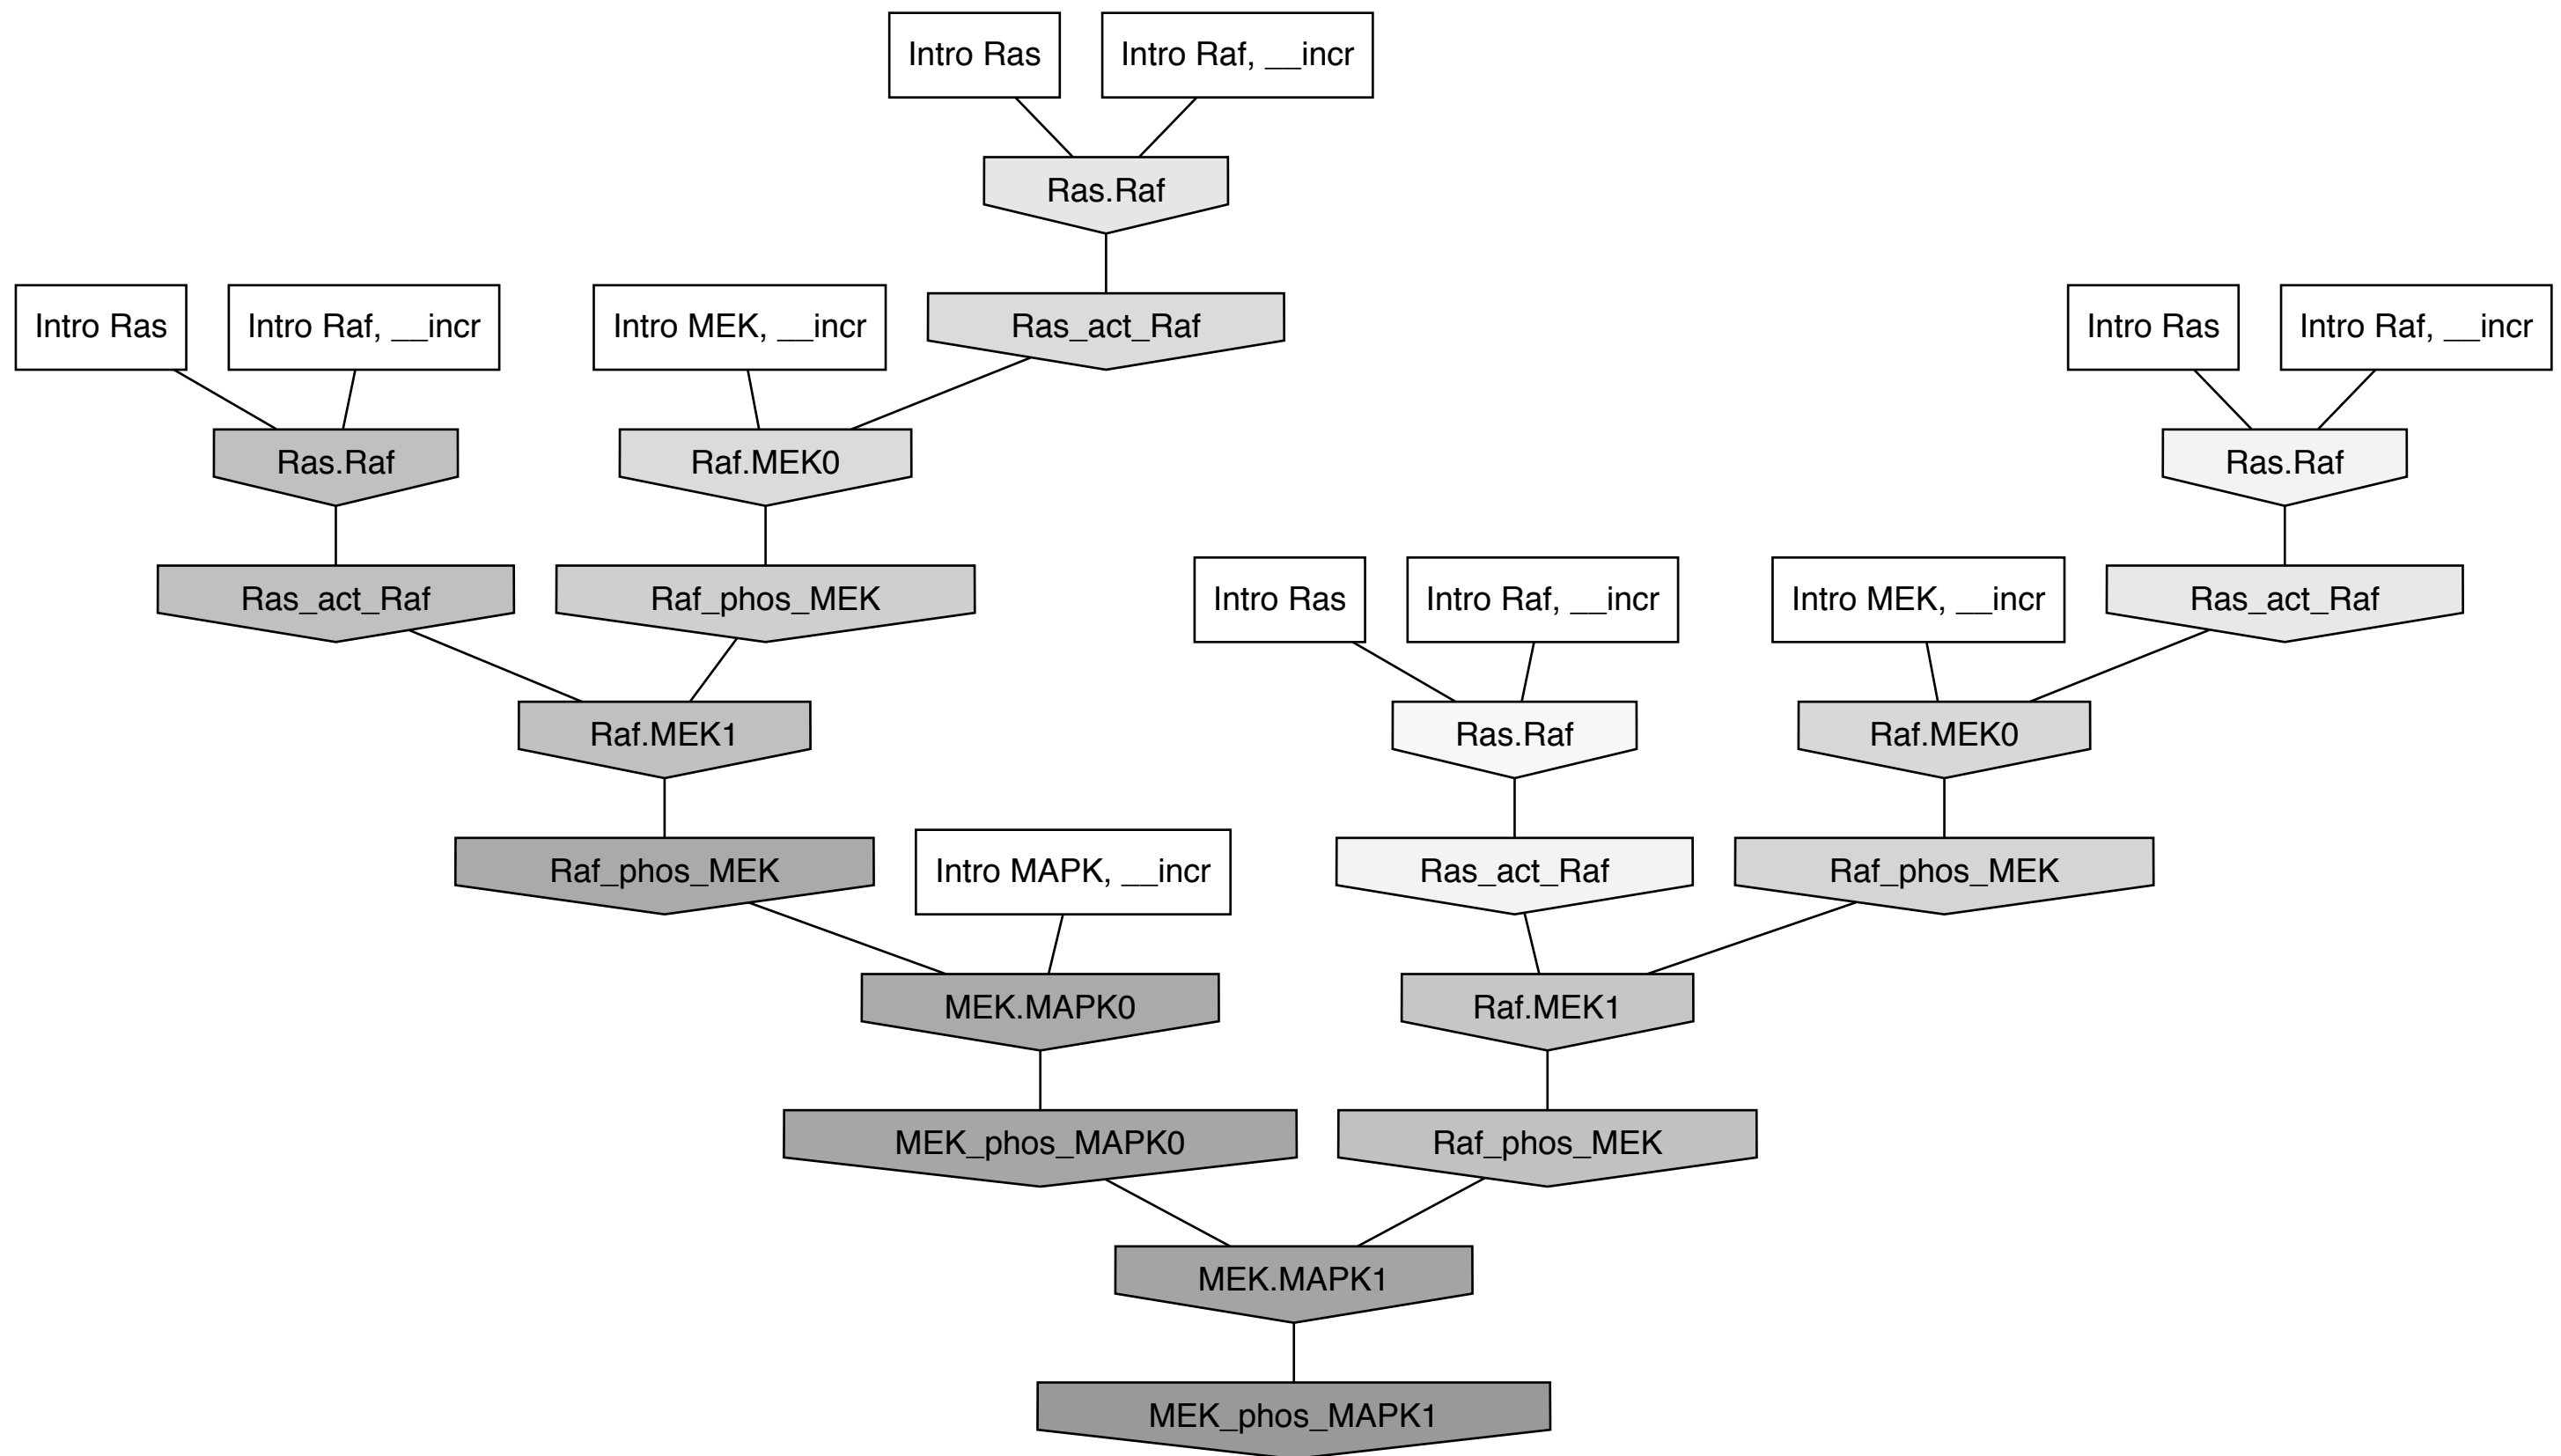 Intro Ras
Intro Raf, __incr
Ras.Raf
Intro Ras
Intro Raf, __incr
Intro MEK, __incr
Ras_act_Raf
Intro Ras
Intro Raf, __incr
Ras.Raf
Raf.MEK0
Ras.Raf
Ras_act_Raf
Raf_phos_MEK
Intro Ras
Intro Raf, __incr
Intro MEK, __incr
Ras_act_Raf
Raf.MEK1
Ras.Raf
Raf.MEK0
Raf_phos_MEK
Intro MAPK, __incr
Ras_act_Raf
Raf_phos_MEK
MEK.MAPK0
Raf.MEK1
MEK_phos_MAPK0
Raf_phos_MEK
MEK.MAPK1
MEK_phos_MAPK1